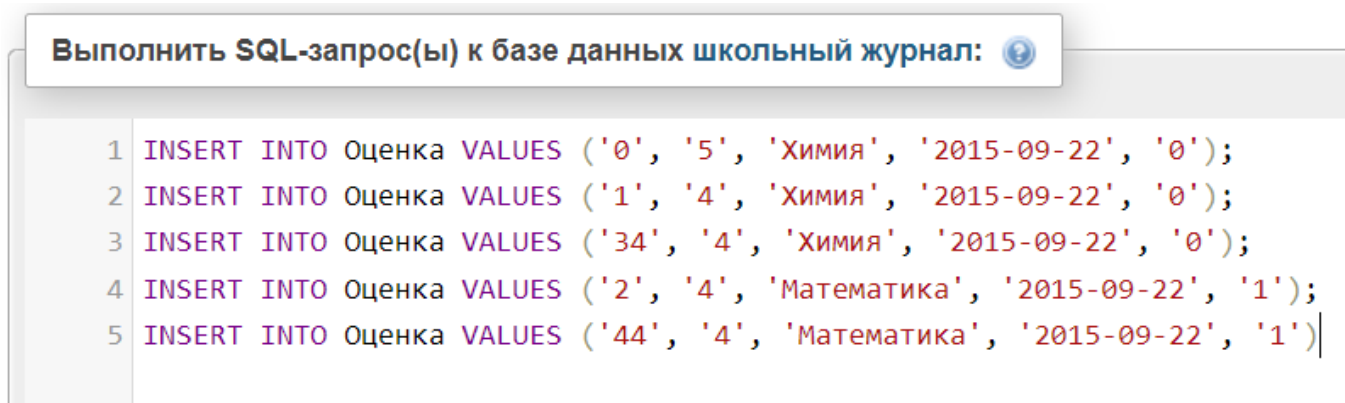 Выполнить SQL-запрос(ы) к базе данных школьный журнал:
1 INSERT INTO Оценка VALUES ('0', '5', 'Химия', '2015-09-22', '0');
2 INSERT INTO Оценка VALUES ('1', '4', 'Химия', '2015-09-22', '0');
3 INSERT INTO Оценка VALUES ('34', '4', 'Химия', '2015-09-22', '0');
4 INSERT INTO Оценка VALUES ('2', '4', 'Математика', '2015-09-22', '1');
5 INSERT INTO Оценка VALUES ('44', '4', 'Математика', '2015-09-22', '1')